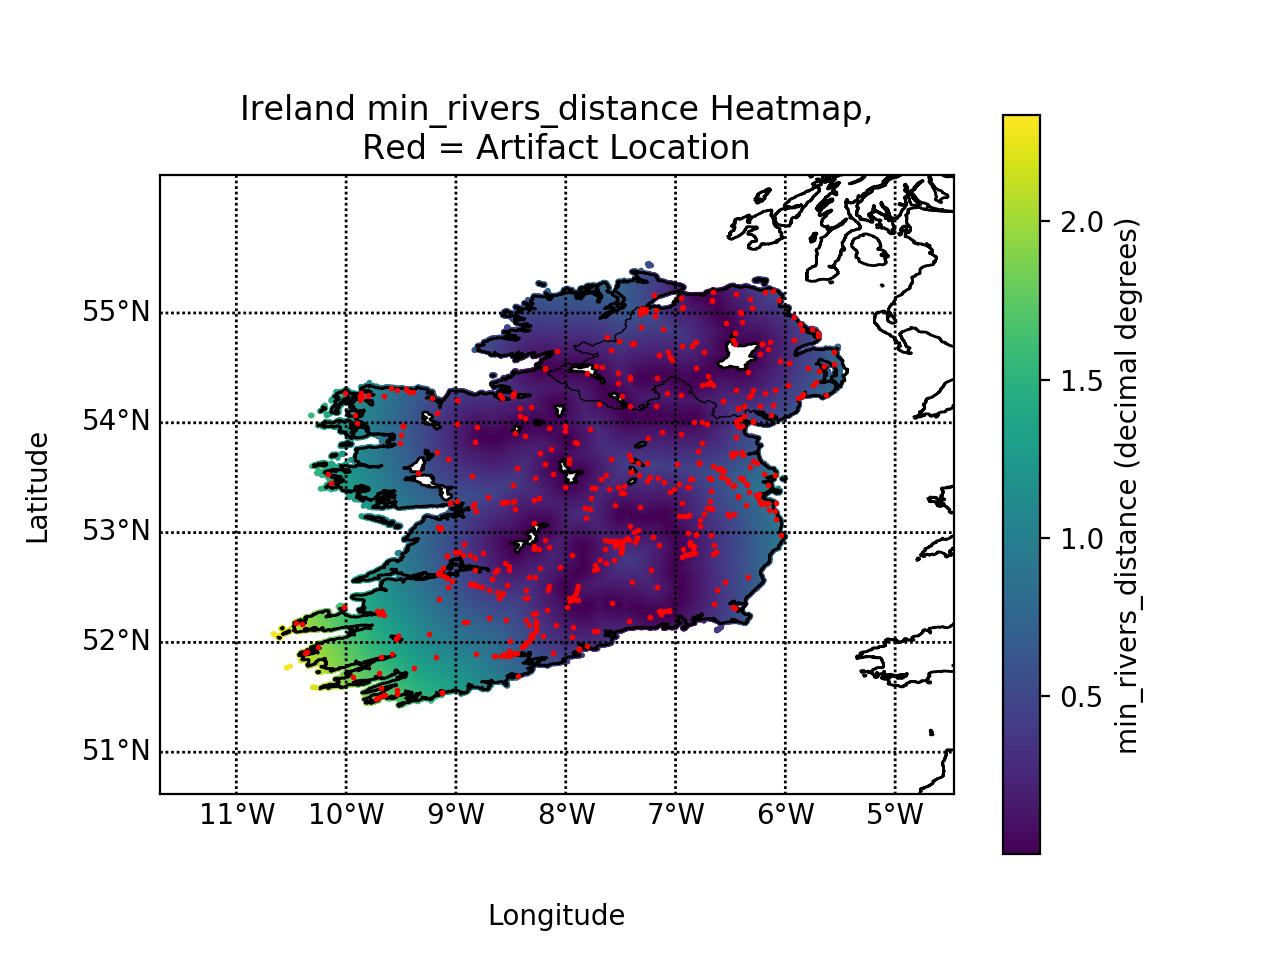 Ireland min_rivers_distance Heatmap,
Red = Artifact Location
55°N
54°N
53°N
52°N
51°N
Latitude
11°W 10°W 9°W 8°W 7°W 6°W 5°W
Longitude
2.0
1.5
1.0
0.5
min_rivers_distance (decimal degrees)